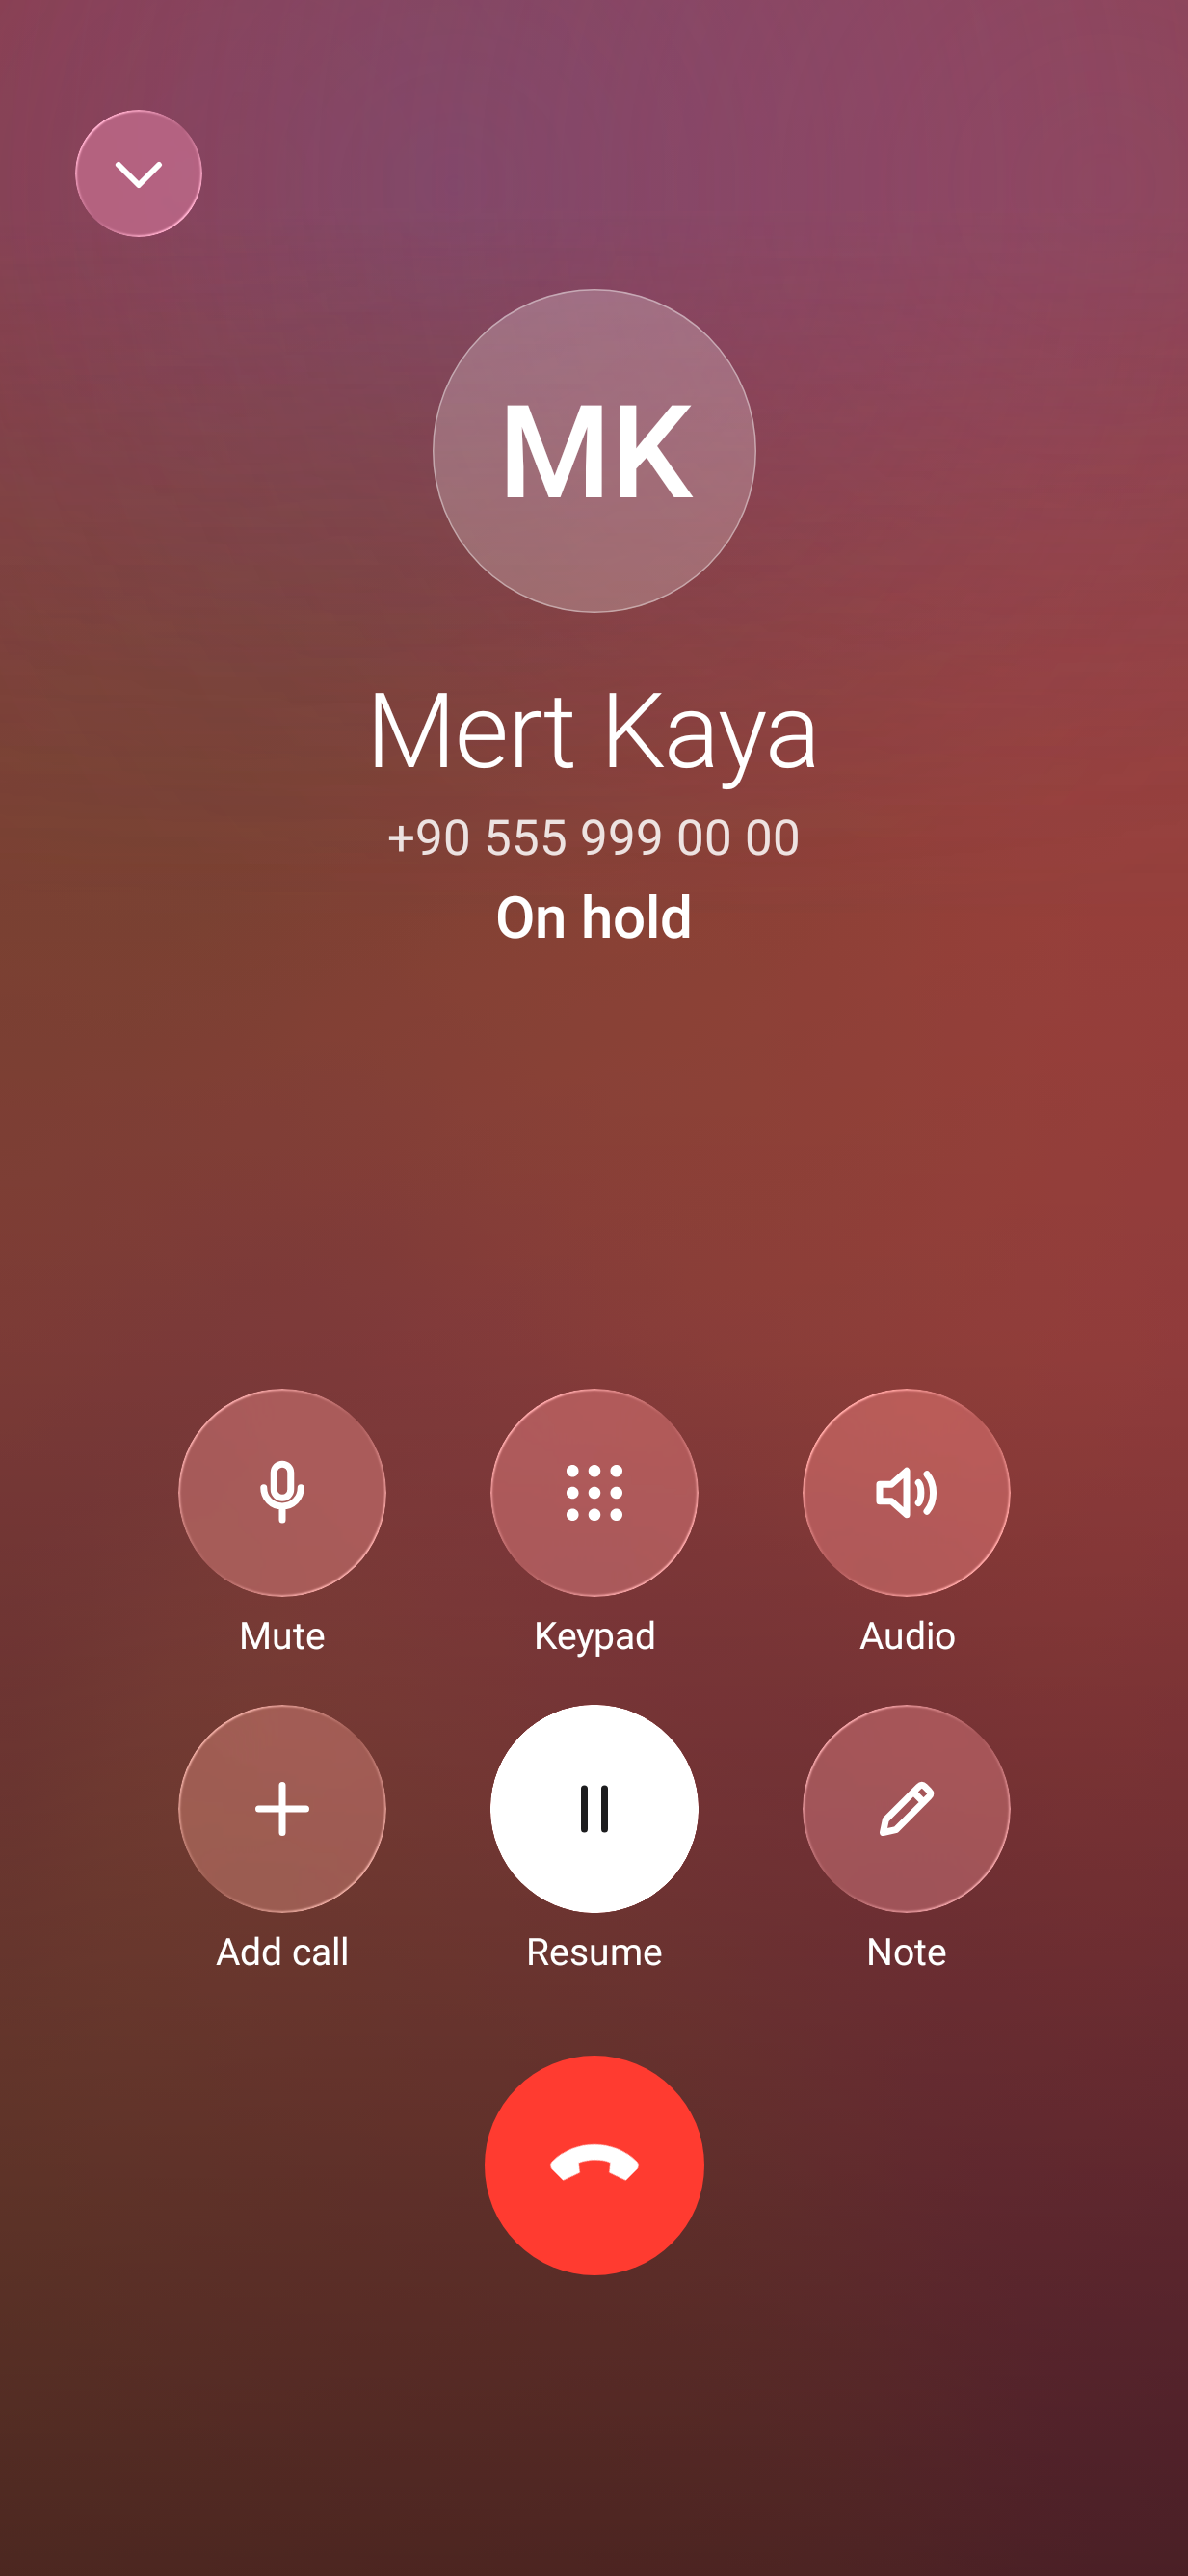 MK
Mert Kaya
+90 555 999 00 00
On hold
Mute
Keypad
Audio
Add call
Resume
Note